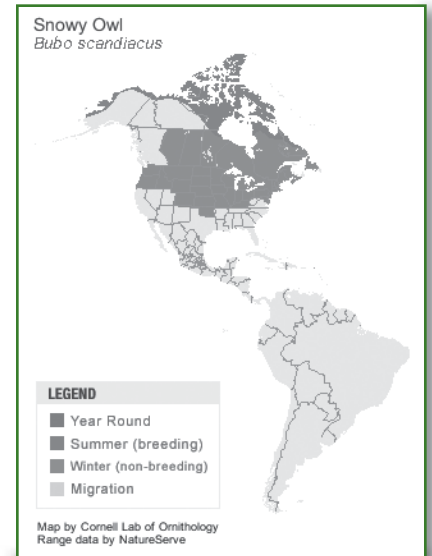 Snowy Owl
Bubo scandiacus
LEGEND
Year Round
Summer (breeding)
Winter (non-breeding)
Migration
Map by Cornell Lab of Ornithology
Range data by NatureServe